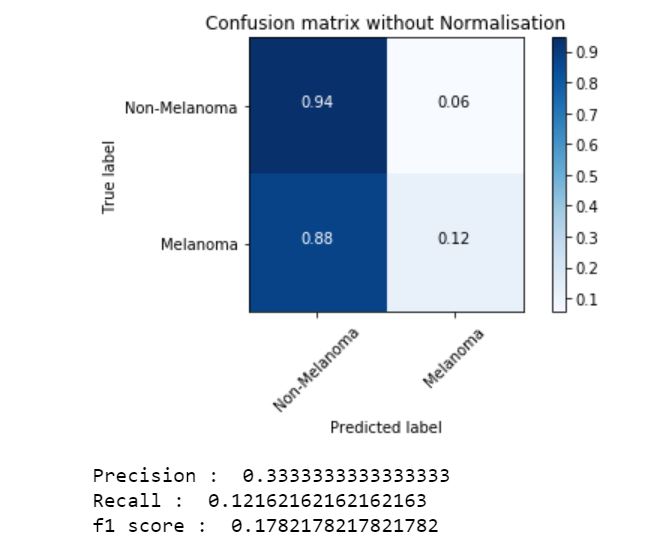 Confusion matrix without Normalisation
True label
Non-Melanoma
0.94
0.06
Melanoma
0.88
0.12
Non-Melanoma
Melanoma
Predicted label
0.9
0.8
0.7
0.6
0.5
0.4
0.3
0.2
0.1
Precision :  0.3333333333333333
Recall :  0.12162162162162163
f1 score :  0.1782178217821782